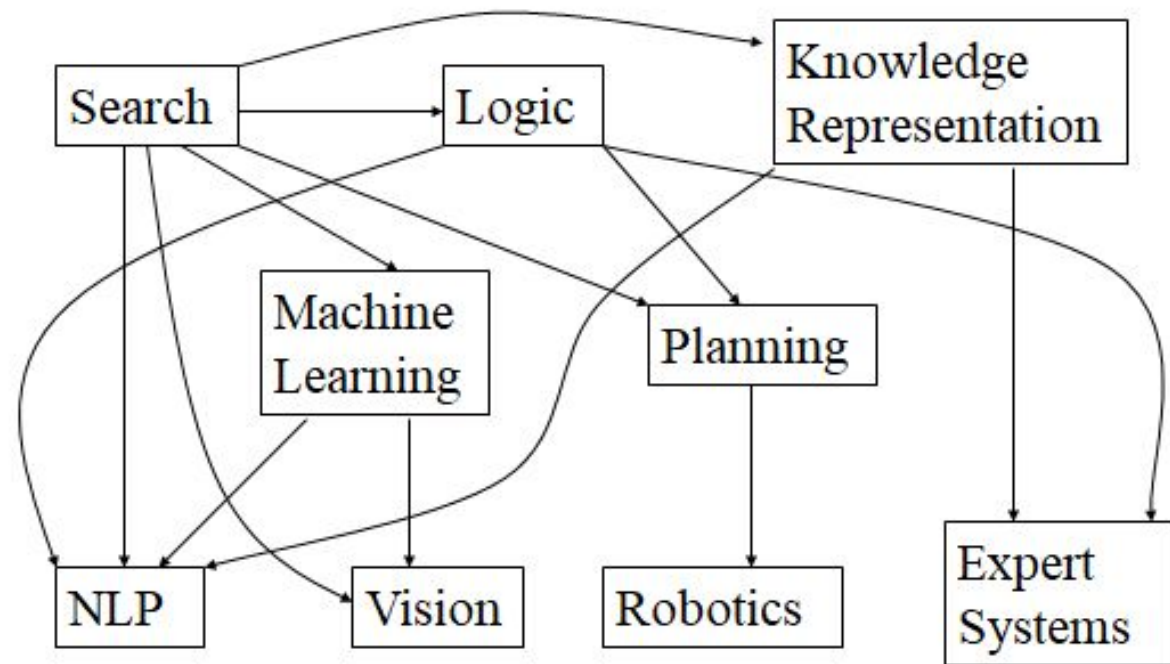 Search
Logic
Knowledge
Representation
Machine
Learning
Planning
NLP
Vision
Robotics
Expert
Systems